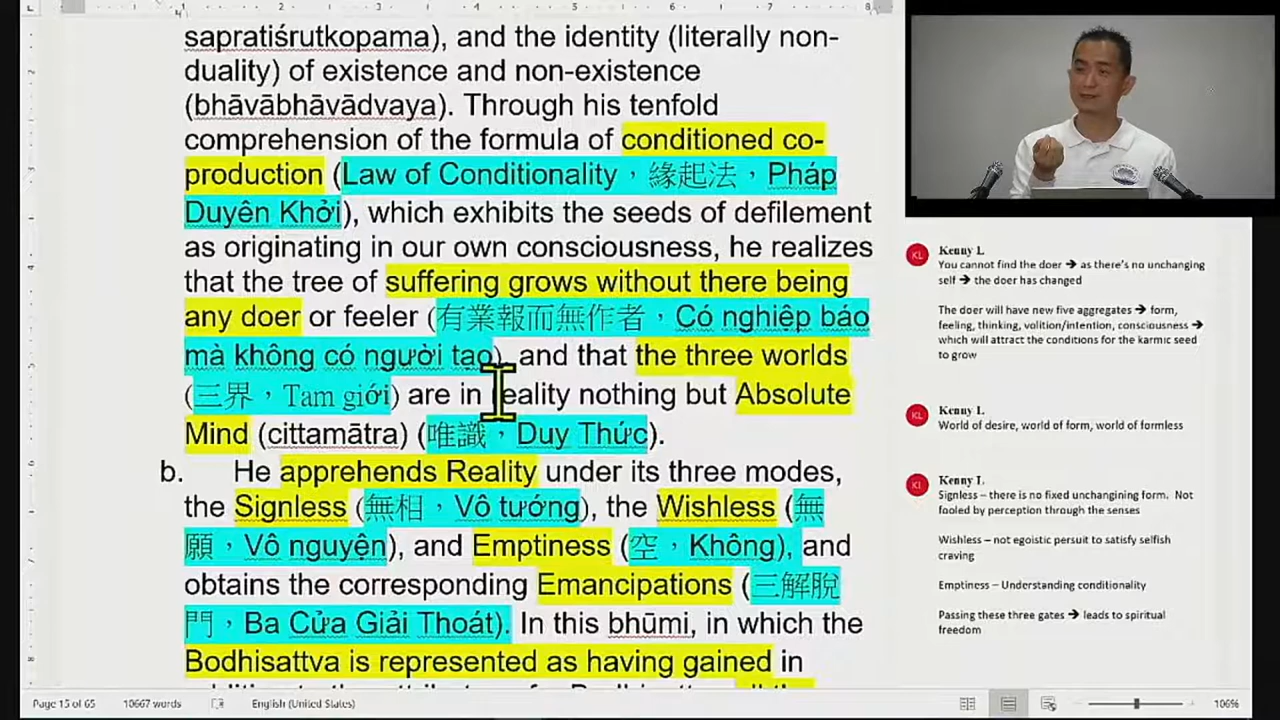 sapratiśrutkopama), and the identity (literally non-
duality) of existence and non-existence
(bhāvābhāvādvaya). Through his tenfold
comprehension of the formula of conditioned co-
production (Law of Conditionality，緣起法，Pháp
Duyên Khởi), which exhibits the seeds of defilement
as originating in our own consciousness, he realizes
that the tree of suffering grows without there being
any doer or feeler (有業報而無作者，Có nghiệp báo
mà không có người tạo), and that the three worlds
(三界，Tam giới) are in reality nothing but Absolute
Mind (cittamātra) (唯識，Duy Thức).
b. He apprehends Reality under its three modes,
the Signless (無相，Vô tướng), the Wishless (無
願，Vô nguyện), and Emptiness (空，Không), and
obtains the corresponding Emancipations (三解脫
門，Ba Cửa Giải Thoát). In this bhūmi, in which the
Bodhisattva is represented as having gained in
KL Kenny L
You cannot find the doer → as there's no unchanging
self → the doer has changed
The doer will have new five aggregates → form,
feeling, thinking, volition/intention, consciousness →
which will attract the conditions for the karmic seed
to grow
KL Kenny L
World of desire, world of form, world of formless
KL Kenny L
Signless – there is no fixed unchangining form. Not
fooled by perception through the senses
Wishless – not egoistic persuit to satisfy selfish
craving
Emptiness – Understanding conditionality
Passing these three gates → leads to spiritual
freedom
Page 15 of 65 10667 words English (United States) 106%